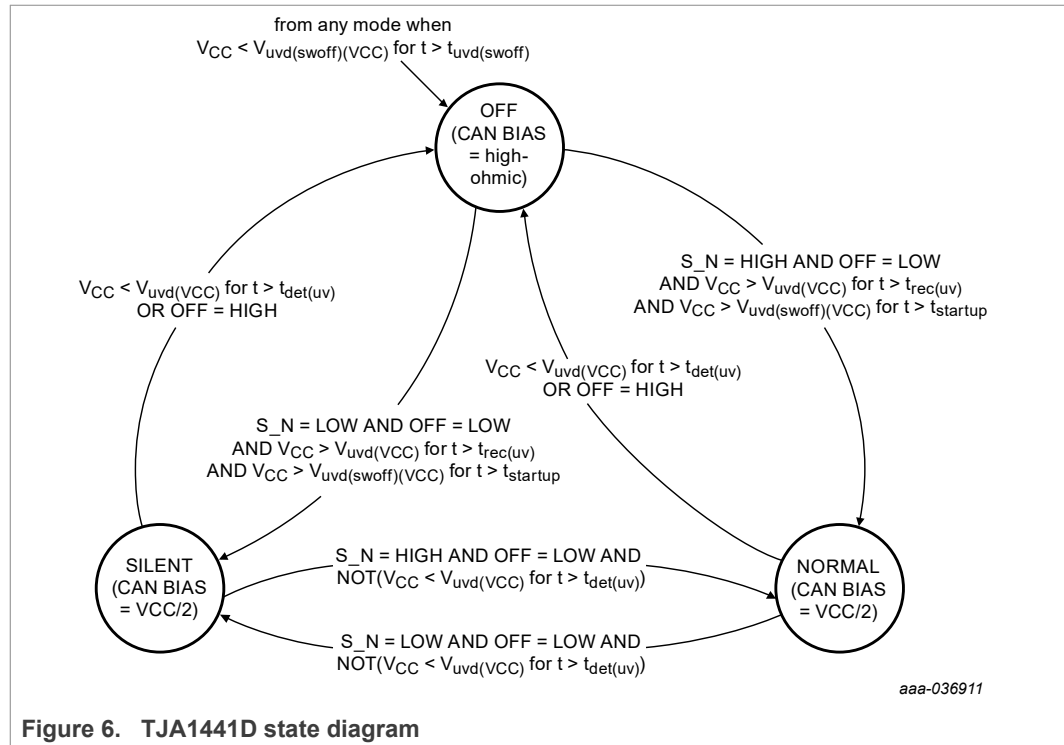 from any mode when
VCC < Vuvd(swoff)(VCC) for t > tuvd(swoff)
OFF
(CAN BIAS
= high-
ohmic)
S_N = HIGH AND OFF = LOW
AND VCC > Vuvd(VCC) for t > trec(uv)
AND VCC > Vuvd(swoff)(VCC) for t > tstartup
VCC < Vuvd(VCC) for t > tdet(uv)
OR OFF = HIGH
VCC < Vuvd(VCC) for t > tdet(uv)
OR OFF = HIGH
S_N = LOW AND OFF = LOW
AND VCC > Vuvd(VCC) for t > trec(uv)
AND VCC > Vuvd(swoff)(VCC) for t > tstartup
SILENT
(CAN BIAS
= VCC/2)
S_N = HIGH AND OFF = LOW AND
NOT(VCC < Vuvd(VCC) for t > tdet(uv))
NORMAL
(CAN BIAS
= VCC/2)
S_N = LOW AND OFF = LOW AND
NOT(VCC < Vuvd(VCC) for t > tdet(uv))
aaa-036911
Figure 6. TJA1441D state diagram